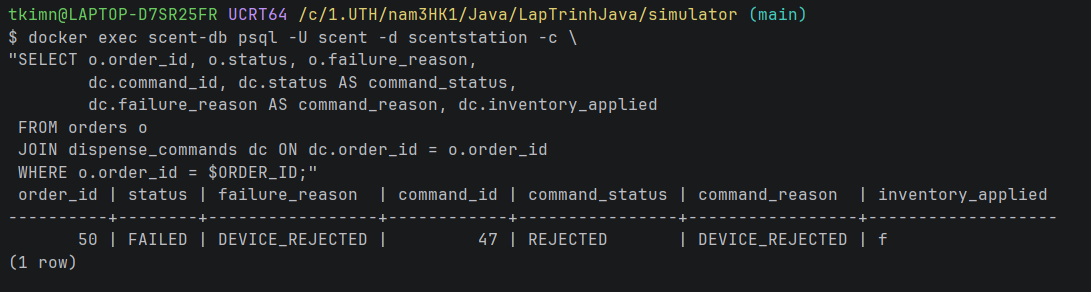 tkimn@LAPTOP-D7SR25FR UCRT64 /c/1.UTH/nam3HK1/Java/LapTrinhJava/simulator (main)
$ docker exec scent-db psql -U scent -d scentstation -c \
"SELECT o.order_id, o.status, o.failure_reason,
        dc.command_id, dc.status AS command_status,
        dc.failure_reason AS command_reason, dc.inventory_applied
 FROM orders o
 JOIN dispense_commands dc ON dc.order_id = o.order_id
 WHERE o.order_id = $ORDER_ID;"
 order_id | status | failure_reason  | command_id | command_status | command_reason  | inventory_applied
----------+--------+-----------------+------------+----------------+-----------------+-------------------
       50 | FAILED | DEVICE_REJECTED |         47 | REJECTED       | DEVICE_REJECTED | f
(1 row)